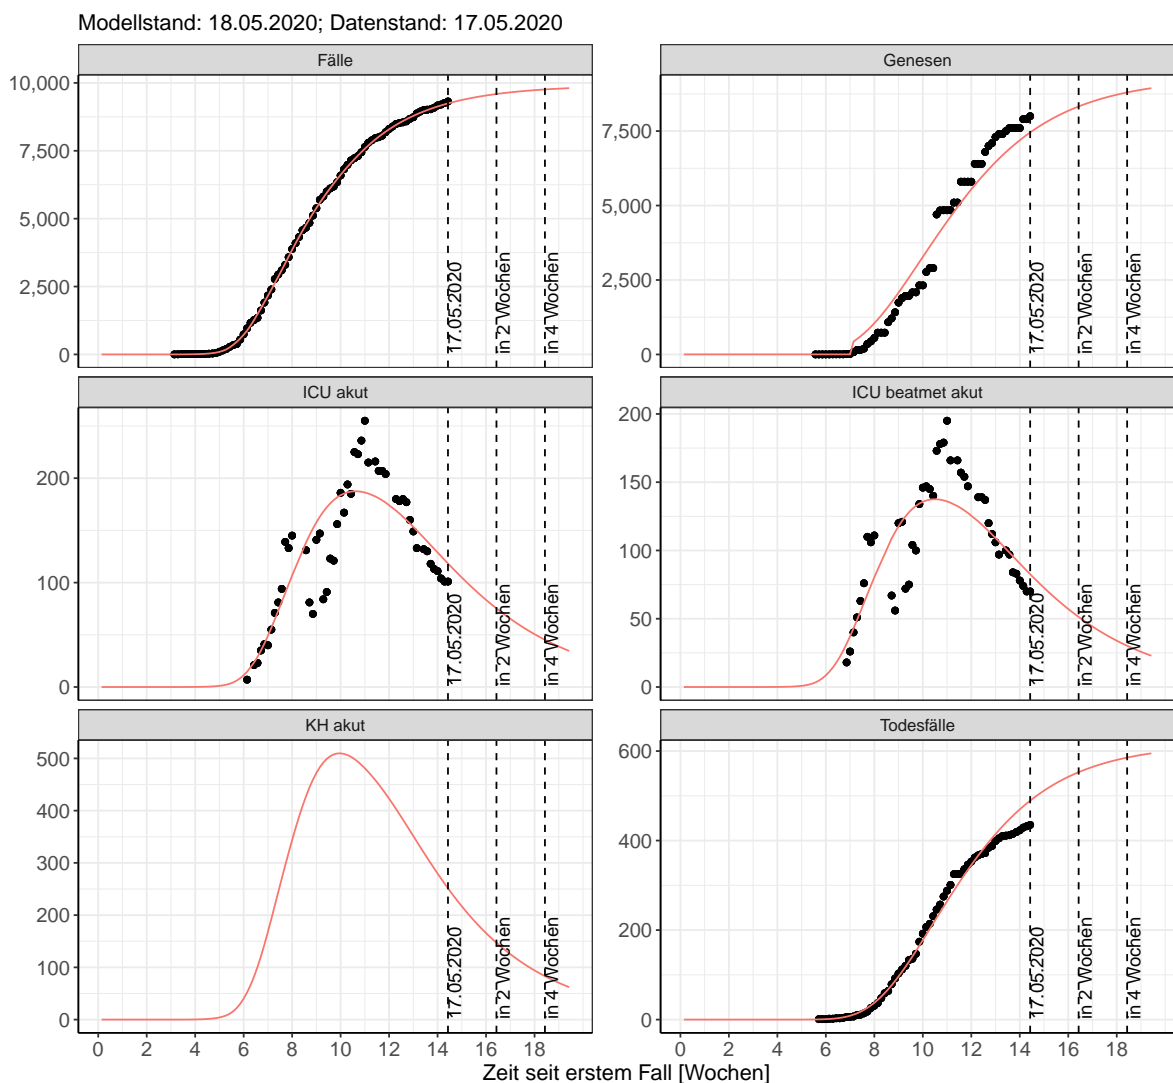 Modellstand: 18.05.2020; Datenstand: 17.05.2020
Fälle
10,000
7,500
5,000
2,500
0
17.05.2020
in 2 Wochen
in 4 Wochen
Genesen
7,500
5,000
2,500
0
17.05.2020
in 2 Wochen
in 4 Wochen
ICU akut
200
100
0
17.05.2020
in 2 Wochen
in 4 Wochen
ICU beatmet akut
200
150
100
50
0
17.05.2020
in 2 Wochen
in 4 Wochen
KH akut
500
400
300
200
100
0
17.05.2020
in 2 Wochen
in 4 Wochen
0 2 4 6 8 10 12 14 16 18
Todesfälle
600
400
200
0
17.05.2020
in 2 Wochen
in 4 Wochen
0 2 4 6 8 10 12 14 16 18
Zeit seit erstem Fall [Wochen]